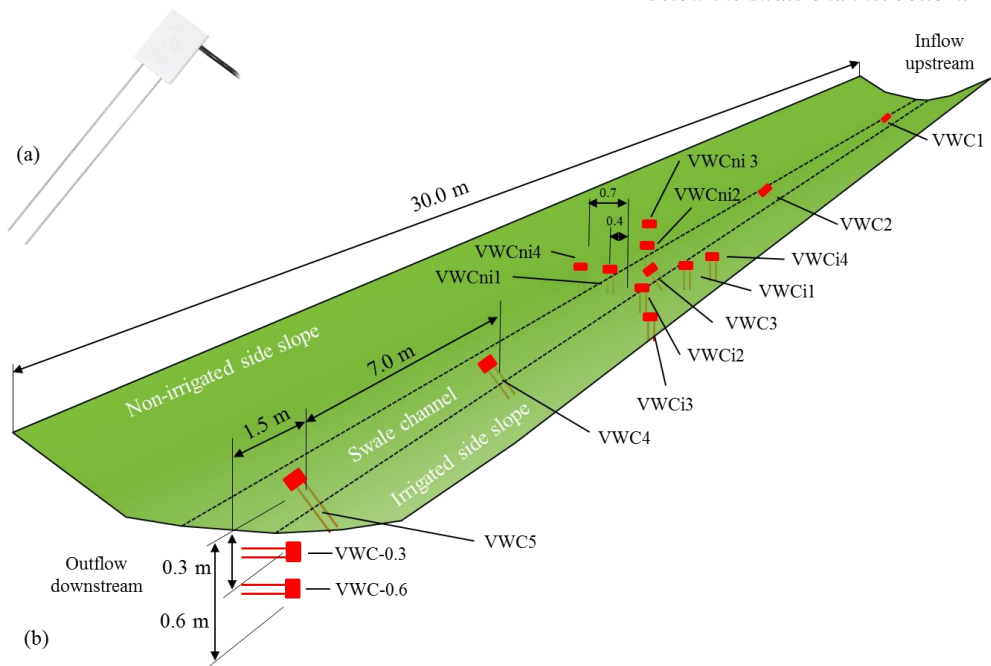 Inflow
upstream
(a)
VWC1
30.0 m
VWCni 3
0.7
VWCni2
VWC2
0.4
VWCni4
VWCi4
VWCni1
VWCi1
VWC3
Non-irrigated side slope
7.0 m
VWCi2
VWCi3
1.5 m
Swale channel
VWC4
Irrigated side slope
VWC5
Outflow
downstream
0.3 m
VWC-0.3
VWC-0.6
0.6 m
(b)